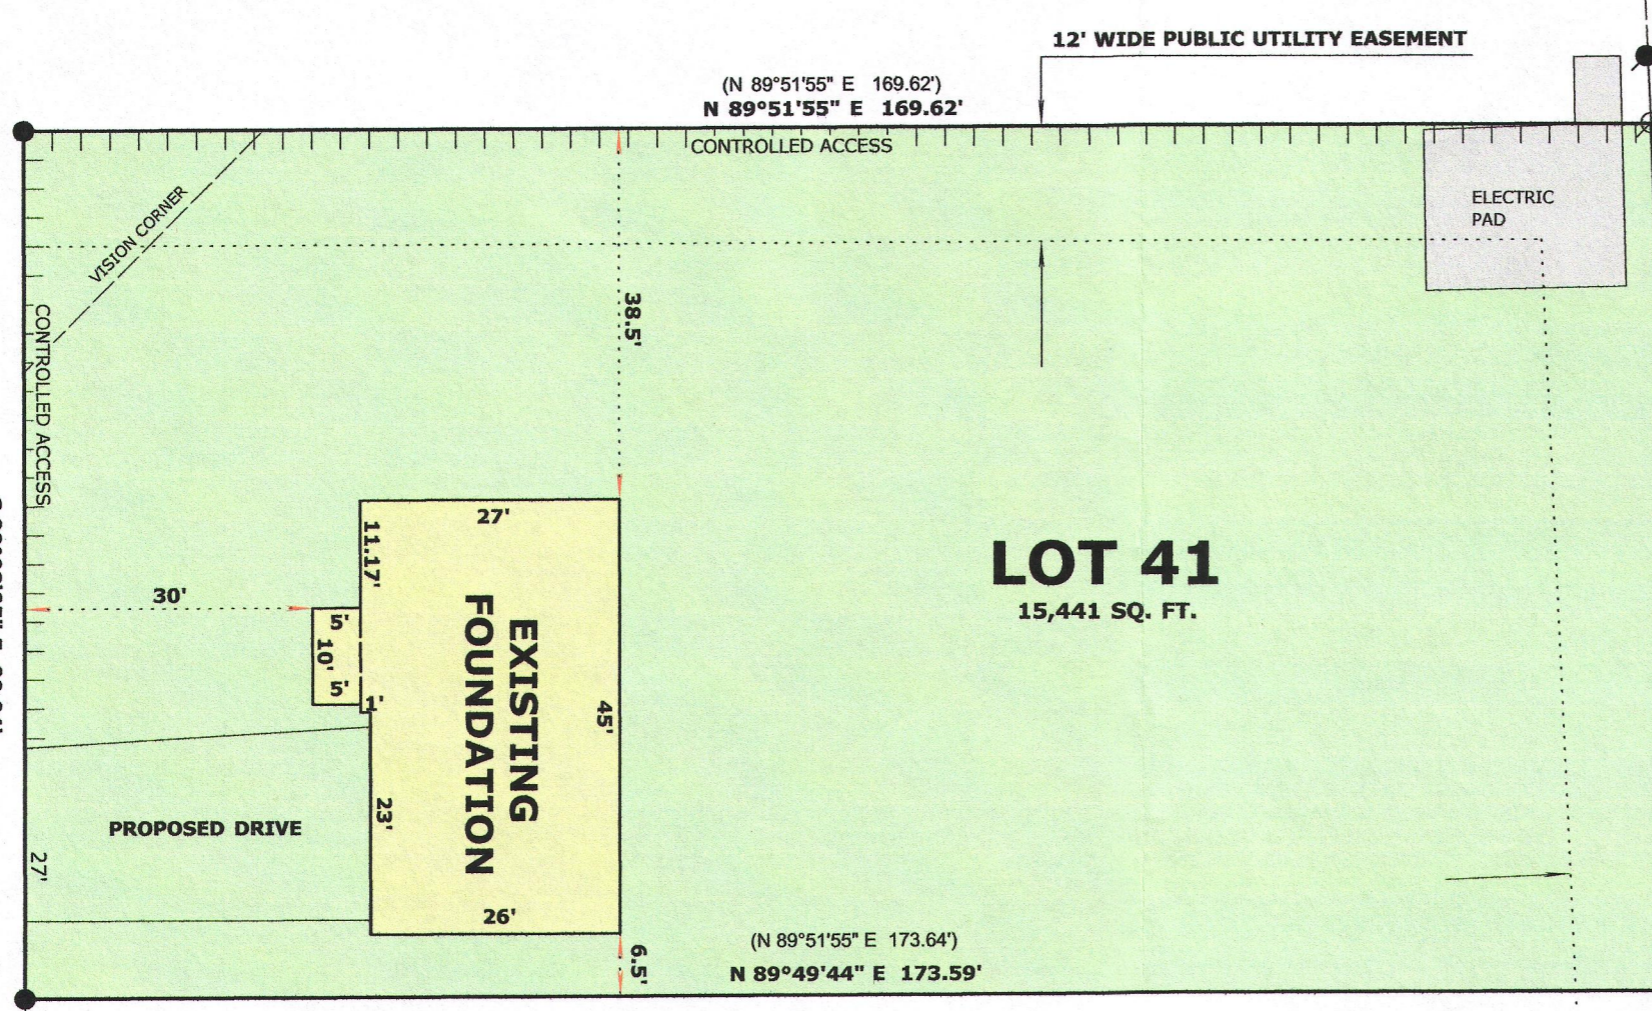 12' WIDE PUBLIC UTILITY EASEMENT
(N 89°51'55" E 169.62')
N 89°51'55" E 169.62'
CONTROLLED ACCESS
VISION CORNER
ELECTRIC
PAD
CONTROLLED ACCESS
38.5'
27'
11.17'
30'
5'
10'
5'
1'
EXISTING
FOUNDATION
45'
LOT 41
15,441 SQ. FT.
23'
PROPOSED DRIVE
27'
26'
6.5'
(N 89°51'55" E 173.64')
N 89°49'44" E 173.59'